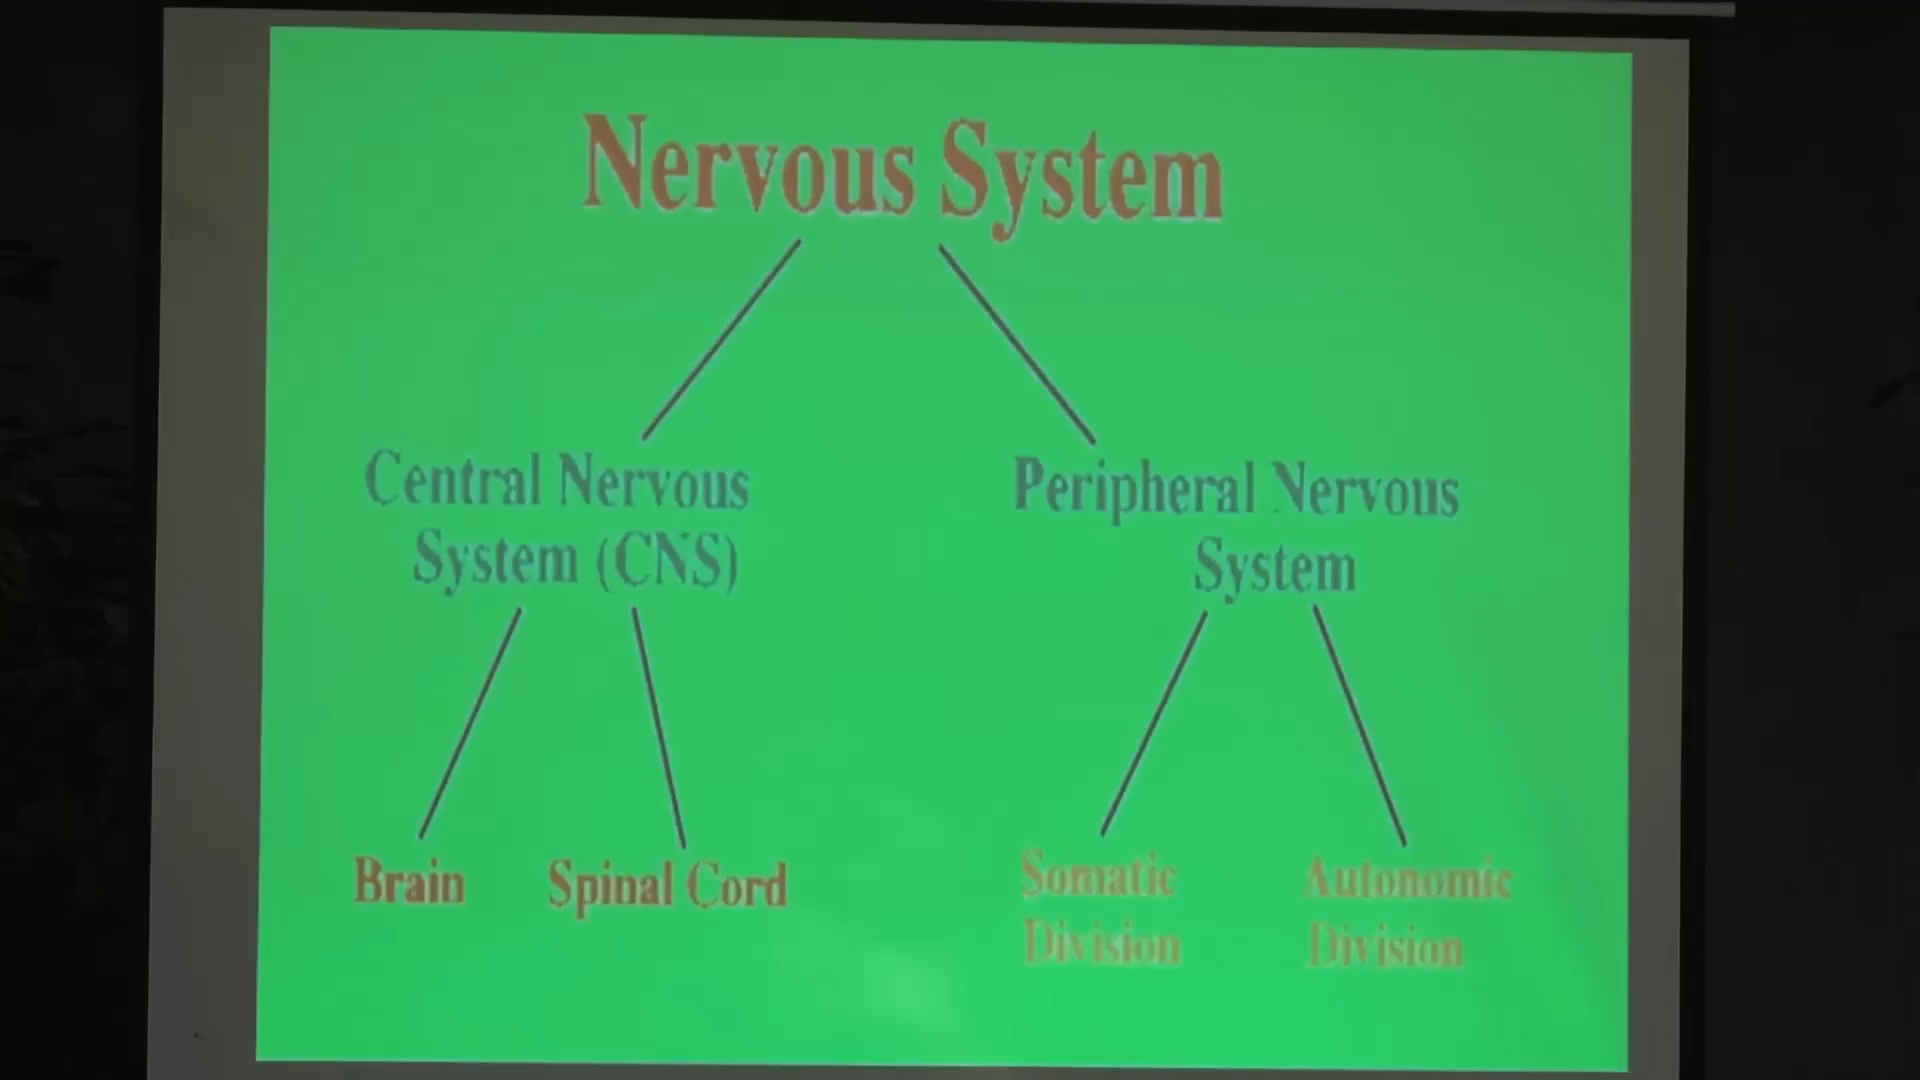 Nervous System
Central Nervous
System (CNS)
Peripheral Nervous
System
Brain
Spinal Cord
Somatic
Division
Autonomic
Division